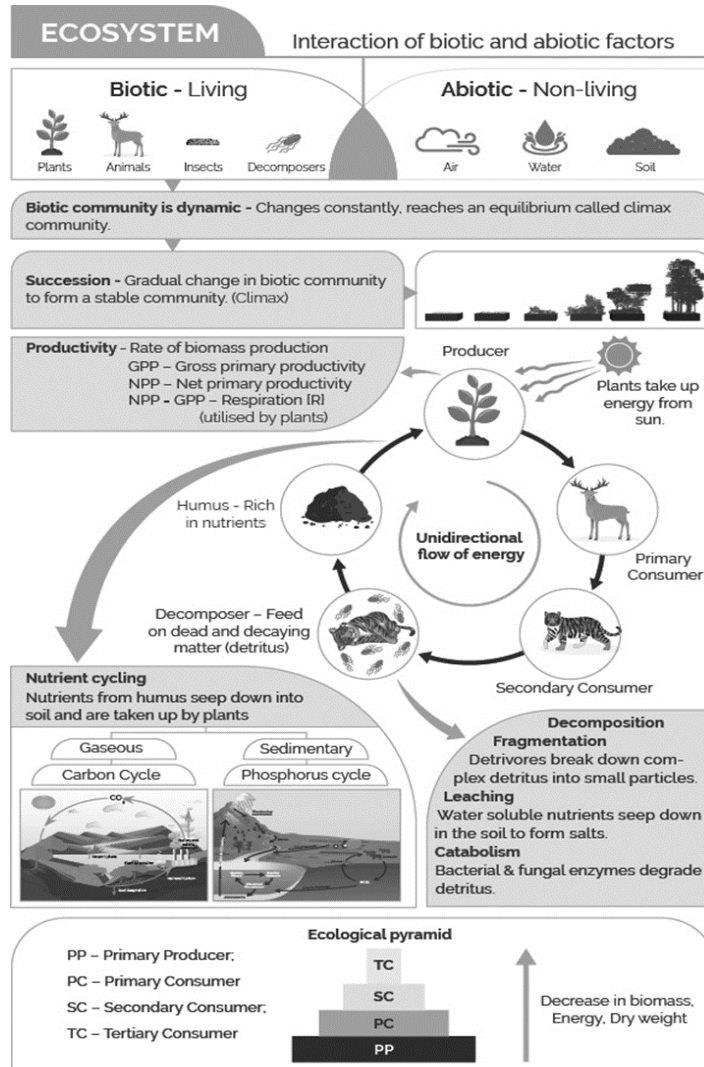 ECOSYSTEM
Interaction of biotic and abiotic factors
Biotic - Living
Abiotic - Non-living
Plants
Animals
Insects
Decomposers
Air
Water
Soil
Biotic community is dynamic - Changes constantly, reaches an equilibrium called climax
community.
Succession - Gradual change in biotic community
to form a stable community. (Climax)
Productivity - Rate of biomass production
GPP – Gross primary productivity
NPP – Net primary productivity
NPP - GPP – Respiration {R}
(utilised by plants)
Producer
Plants take up
energy from
sun.
Humus - Rich
in nutrients
Unidirectional
flow of energy
Primary
Consumer
Decomposer – Feed
on dead and decaying
matter (detritus)
Secondary Consumer
Nutrient cycling
Nutrients from humus seep down into
soil and are taken up by plants
Gaseous
Sedimentary
Carbon Cycle
Phosphorus cycle
CO
Decomposition
Fragmentation
Detrivores break down com-
plex detritus into small particles.
Leaching
Water soluble nutrients seep down
in the soil to form salts.
Catabolism
Bacterial & fungal enzymes degrade
detritus.
Ecological pyramid
PP – Primary Producer;
PC – Primary Consumer
SC – Secondary Consumer;
TC – Tertiary Consumer
TC
SC
PC
PP
Decrease in biomass,
Energy, Dry weight